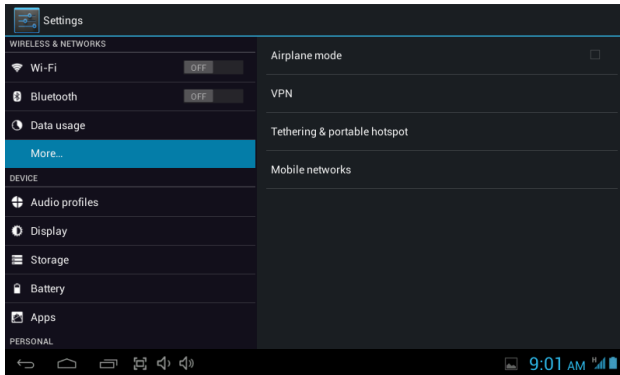 Settings
WIRELESS & NETWORKS
Wi-Fi OFF
Bluetooth OFF
Data usage
More...
DEVICE
Audio profiles
Display
Storage
Battery
Apps
PERSONAL
Airplane mode
VPN
Tethering & portable hotspot
Mobile networks
9:01 AM H